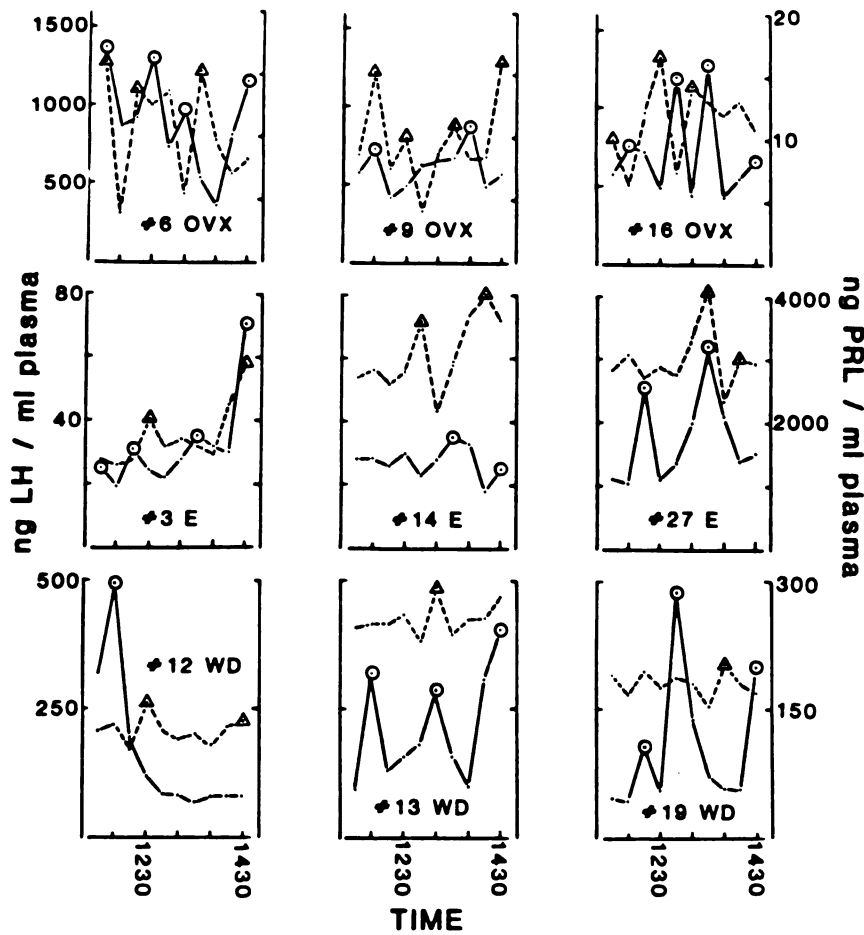 1500
1000
500
20
10
#6 OVX
#9 OVX
#16 OVX
ng LH / ml plasma
ng PRL / ml plasma
80
40
4000
2000
#3 E
#14 E
#27 E
500
250
300
150
#12 WD
#13 WD
#19 WD
1230
1430
1230
1430
1230
1430
TIME